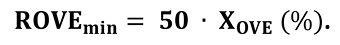 ROVEmin = 50 · XOVE (%).